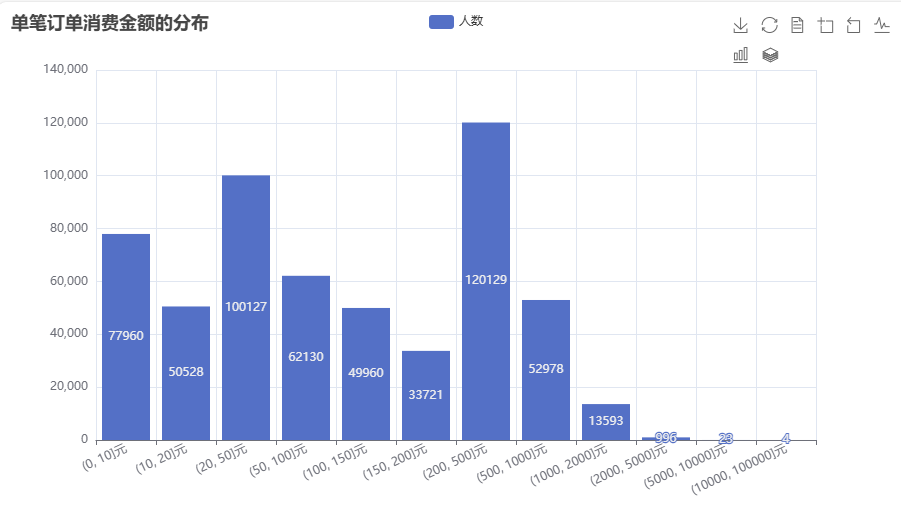 单笔订单消费金额的分布
人数
140,000
120,000
100,000
80,000
60,000
40,000
20,000
0
77960
50528
100127
62130
49960
33721
120129
52978
13593
996
23
4
(0, 10]元
(10, 20]元
(20, 50]元
(50, 100]元
(100, 150]元
(150, 200]元
(200, 500]元
(500, 1000]元
(1000, 2000]元
(2000, 5000]元
(5000, 10000]元
(10000, 100000]元